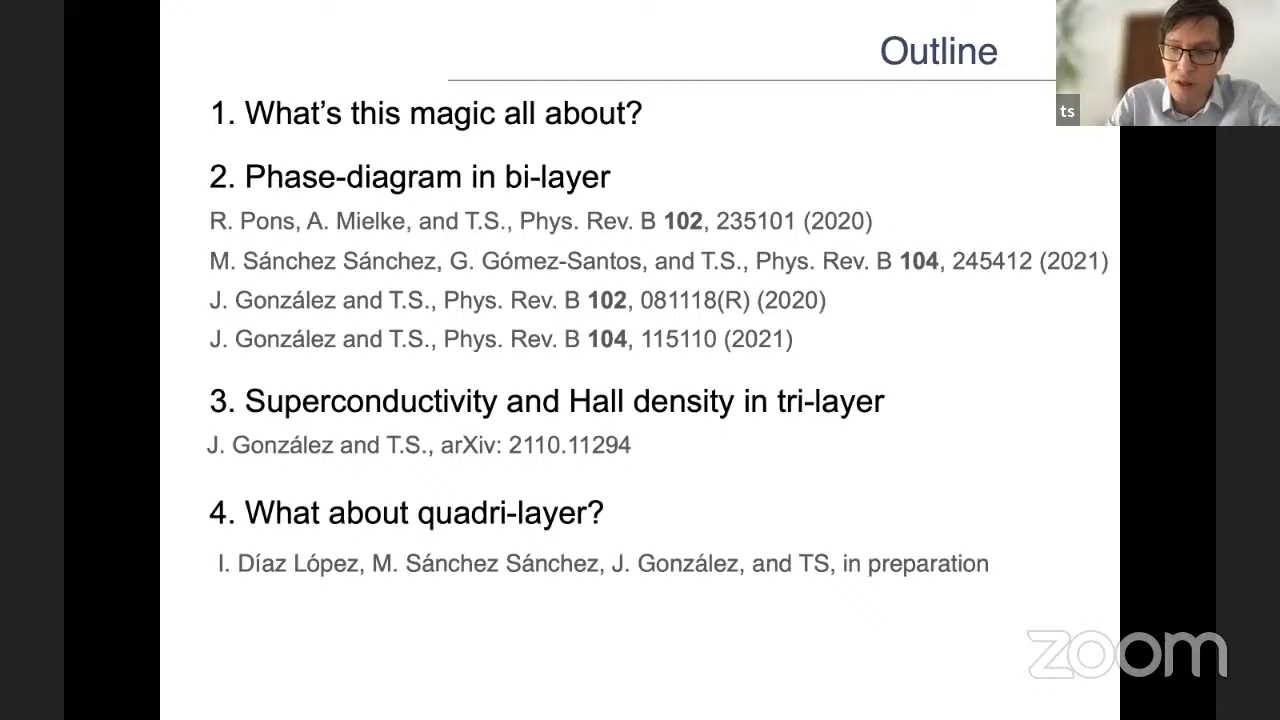 Outline
ts
1. What's this magic all about?
2. Phase-diagram in bi-layer
R. Pons, A. Mielke, and T.S., Phys. Rev. B 102, 235101 (2020)
M. Sánchez Sánchez, G. Gómez-Santos, and T.S., Phys. Rev. B 104, 245412 (2021)
J. González and T.S., Phys. Rev. B 102, 081118(R) (2020)
J. González and T.S., Phys. Rev. B 104, 115110 (2021)
3. Superconductivity and Hall density in tri-layer
J. González and T.S., arXiv: 2110.11294
4. What about quadri-layer?
I. Díaz López, M. Sánchez Sánchez, J. González, and TS, in preparation
zoom